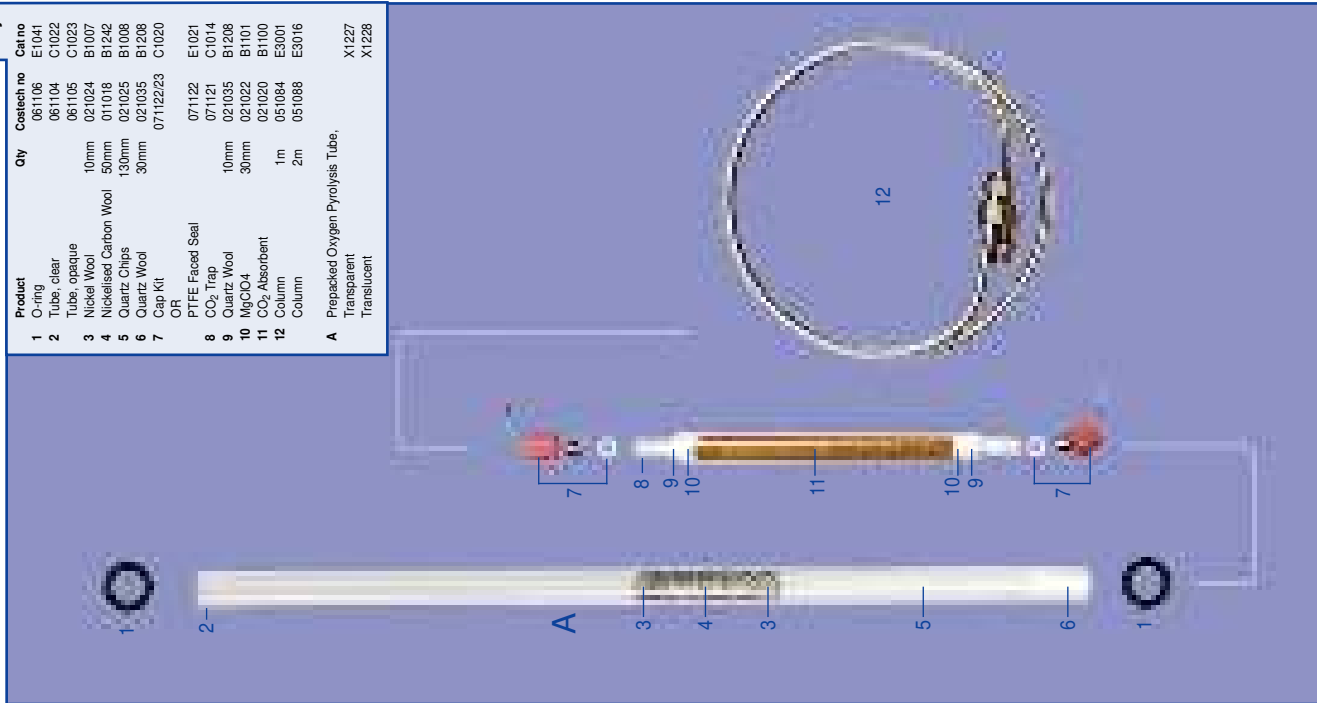 Product Qty Costech no Cat no
1 O-ring 061106 E1041
2 Tube, clear 061104 C1022
Tube, opaque 061105 C1023
3 Nickel Wool 10mm 021024 B1007
4 Nickelised Carbon Wool 50mm 011018 B1242
5 Quartz Chips 130mm 021025 B1008
6 Quartz Wool 30mm 021035 B1208
7 Cap Kit 071122/23 C1020
OR
PTFE Faced Seal 071122 E1021
8 CO2 Trap 071121 C1014
9 Quartz Wool 10mm 021035 B1208
10 MgClO4 30mm 021022 B1101
11 CO2 Absorbent 021020 B1100
12 Column 1m 051084 E3001
Column 2m 051088 E3016
A Prepacked Oxygen Pyrolysis Tube,
Transparent X1227
Translucent X1228
12
7
8
9
10
11
10
9
7
1
2
A
3
4
3
5
6
1